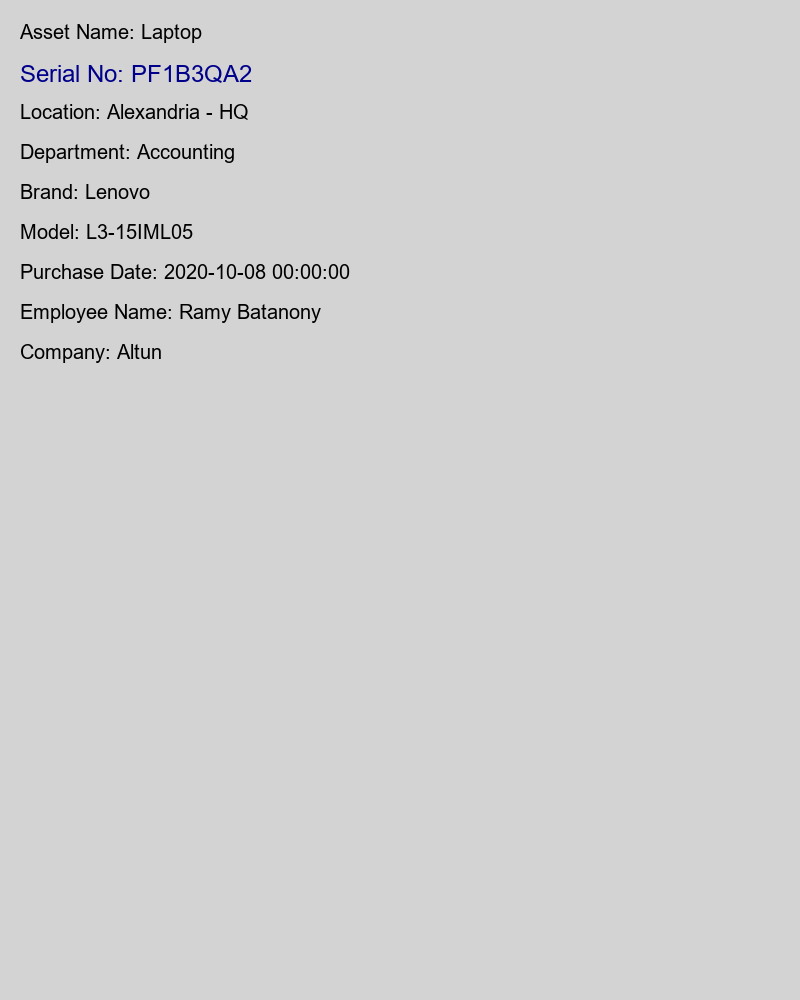 Asset Name: Laptop
Serial No: PF1B3QA2
Location: Alexandria - HQ
Department: Accounting
Brand: Lenovo
Model: L3-15IML05
Purchase Date: 2020-10-08 00:00:00
Employee Name: Ramy Batanony
Company: Altun